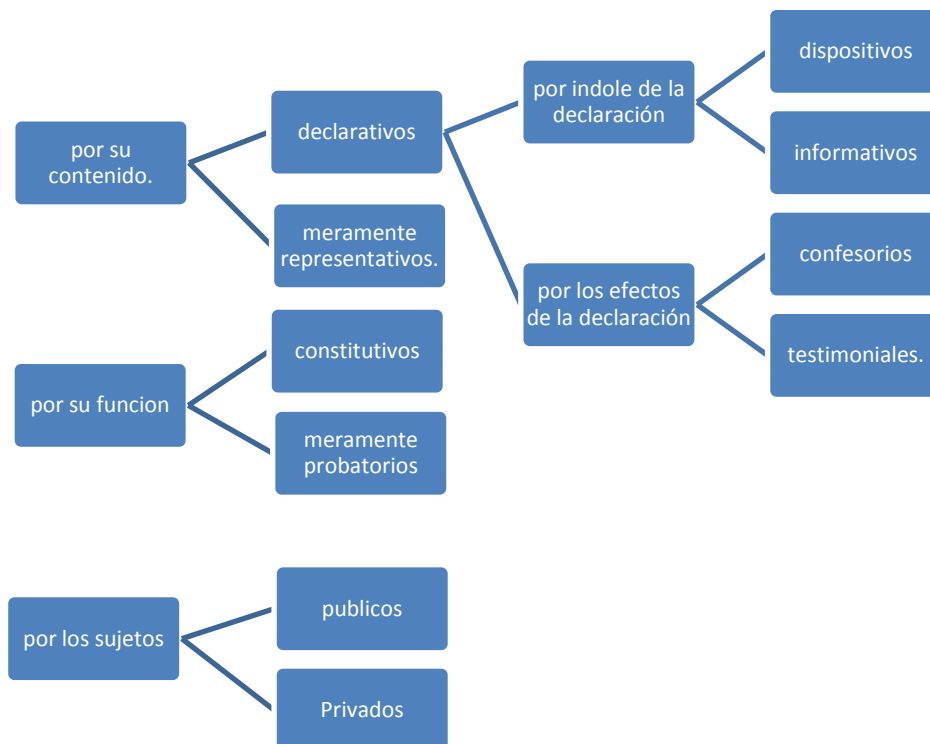 por su
contenido.
declarativos
meramente
representativos.
por indole de la
declaración
dispositivos
informativos
por los efectos
de la declaración
confesorios
testimoniales.
por su funcion
constitutivos
meramente
probatorios
por los sujetos
publicos
Privados